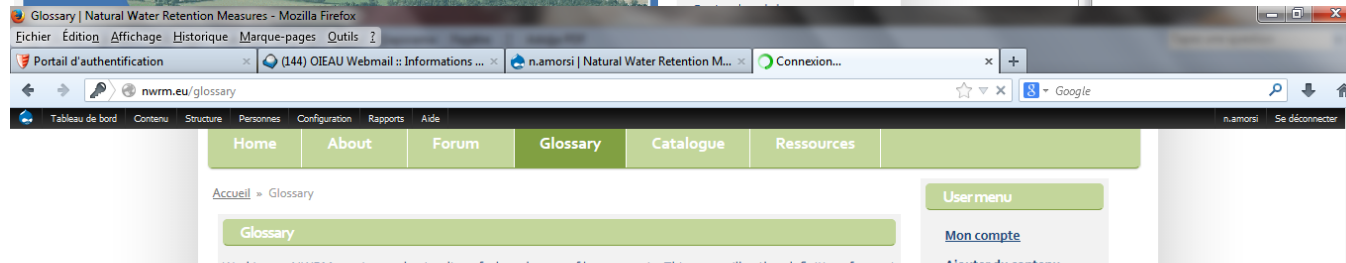 Glossary | Natural Water Retention Measures - Mozilla Firefox
Fichier Édition Affichage Historique Marque-pages Outils ?
Portail d'authentification (144) OIEAU Webmail :: Informations ... n.amorsi | Natural Water Retention M... Connexion...
nwrm.eu/glossary Google
Tableau de bord Contenu Structure Personnes Configuration Rapports Aide n.amorsi Se déconnecter
Home About Forum Glossary Catalogue Ressources
Accueil » Glossary
User menu
Glossary
Mon compte